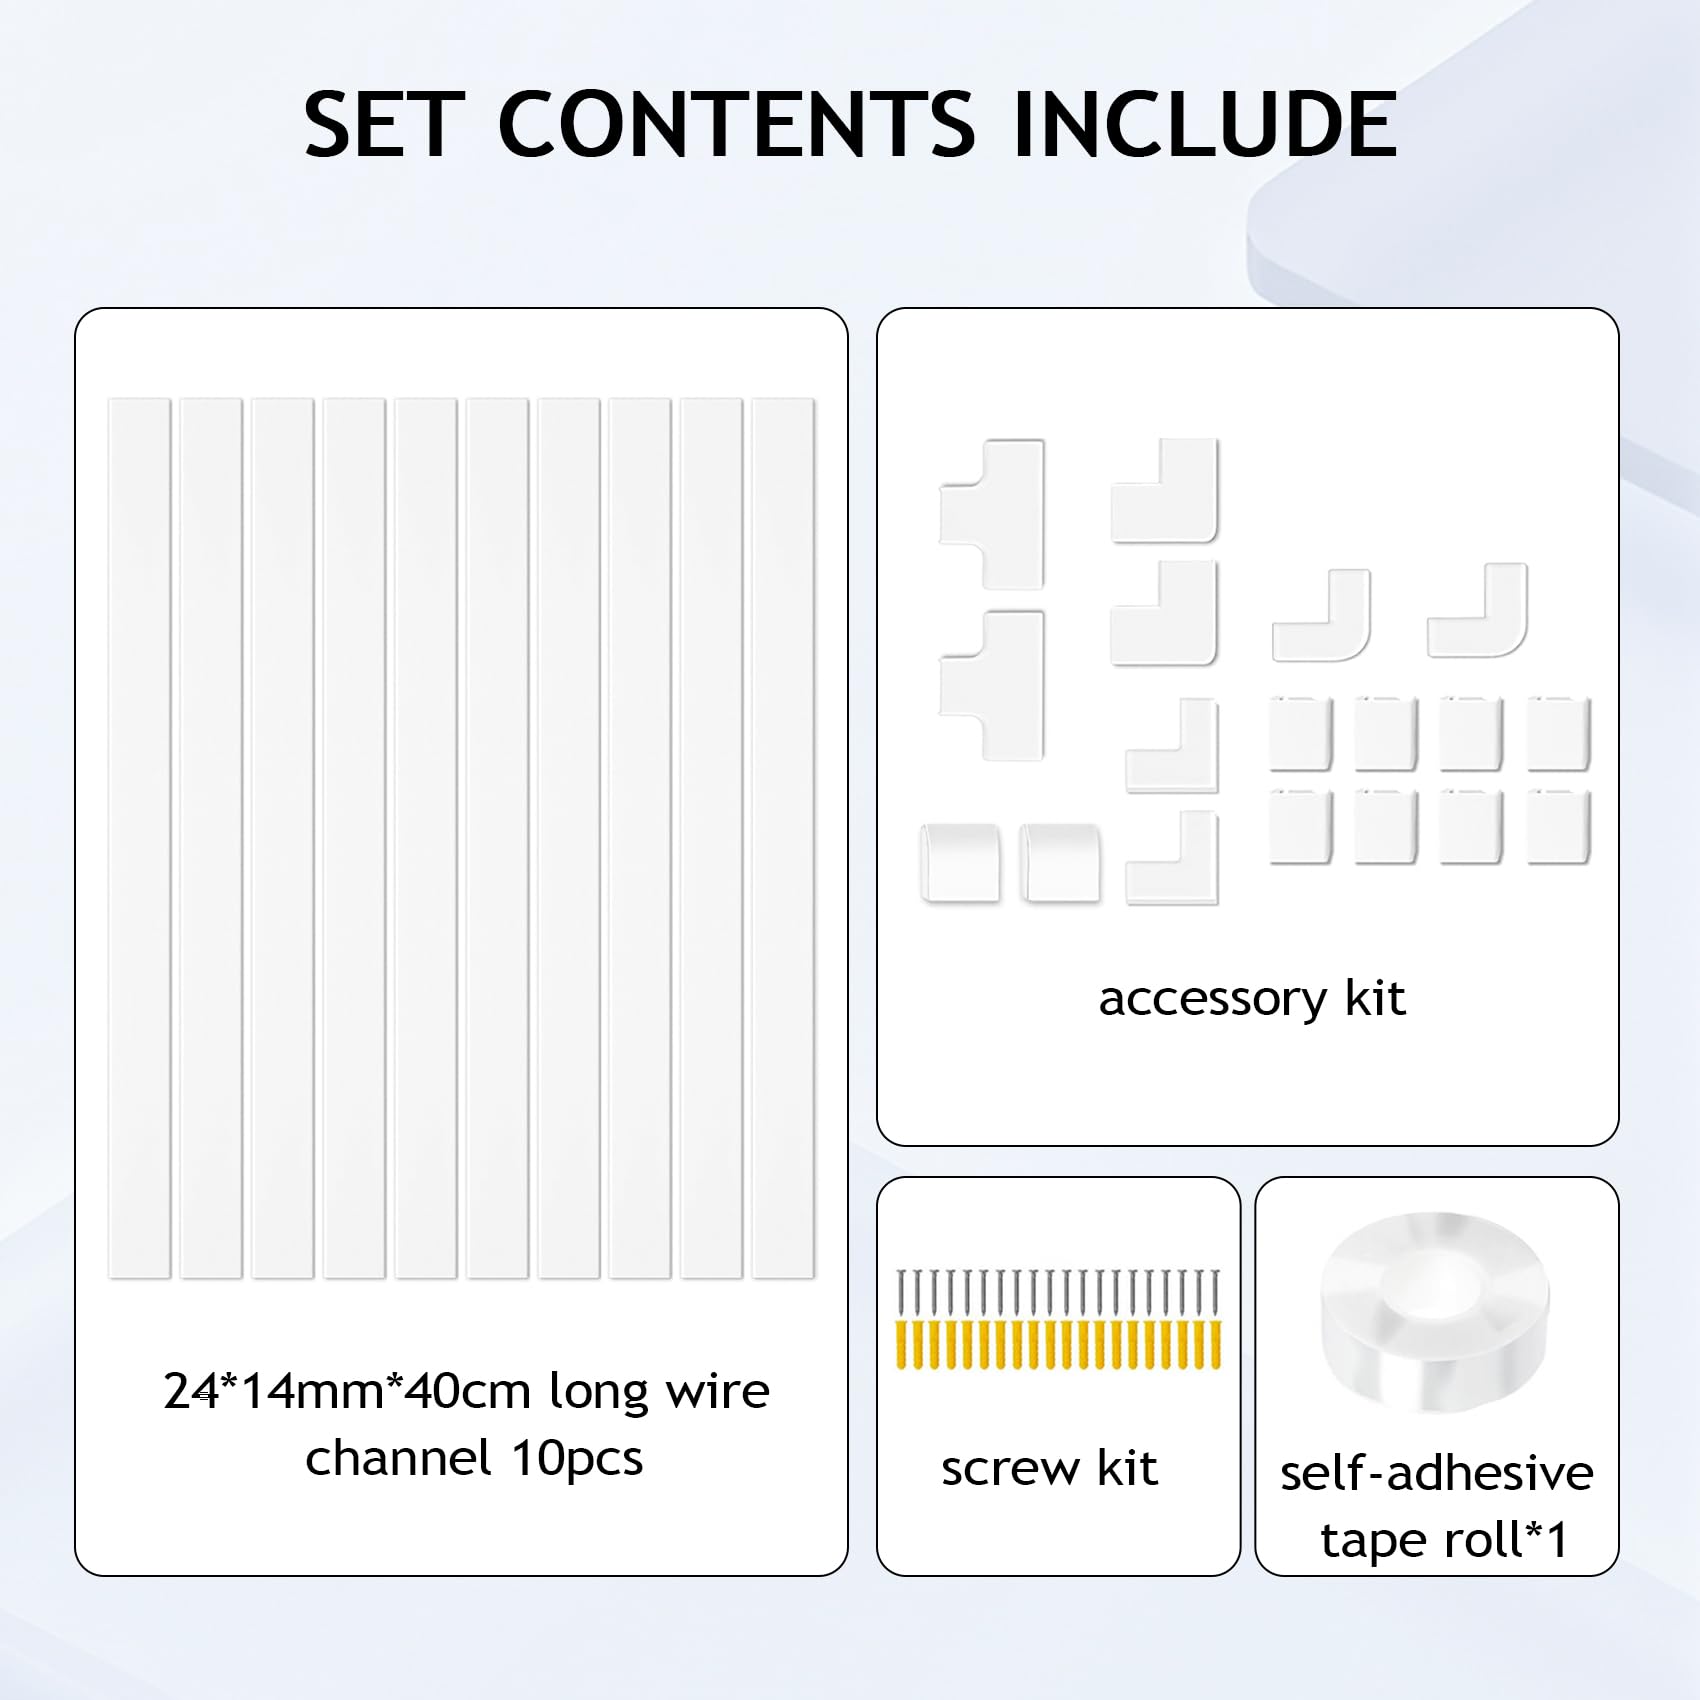 SET CONTENTS INCLUDE
24*14mm*40cm long wire
channel 10pcs
accessory kit
screw kit
self-adhesive
tape roll*1